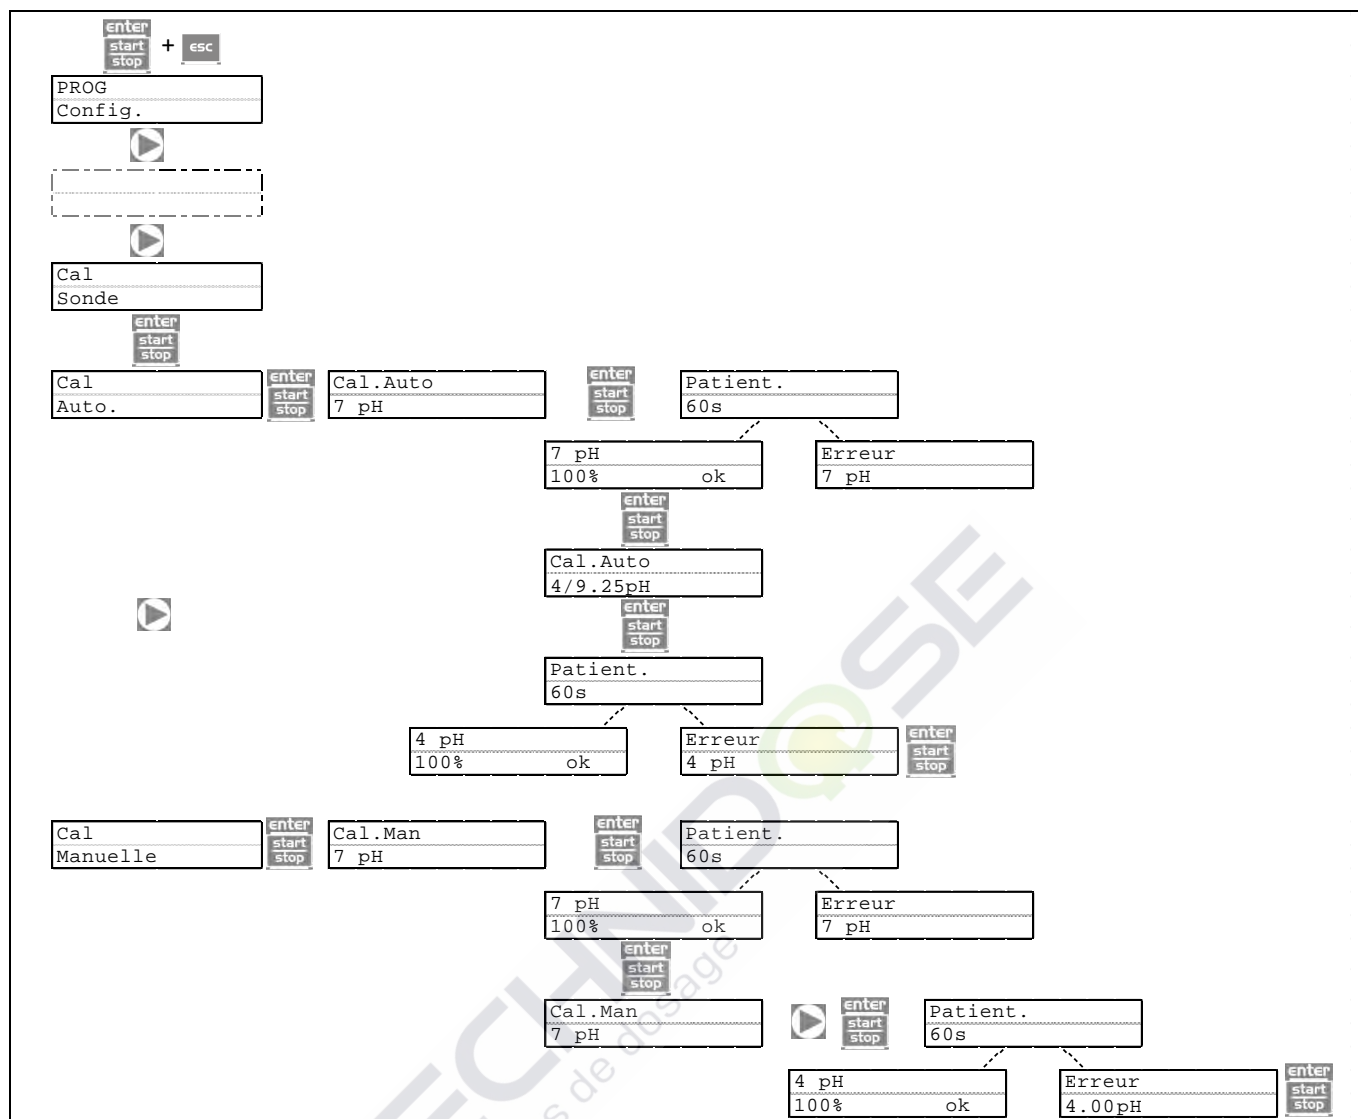 enter
start
stop
+
esc
PROG
Config.
Cal
Sonde
enter
start
stop
Cal
Auto.
enter
start
stop
Cal.Auto
7 pH
enter
start
stop
Patient.
60s
7 pH
100% ok
Erreur
7 pH
enter
start
stop
Cal.Auto
4/9.25pH
enter
start
stop
Patient.
60s
4 pH
100% ok
Erreur
4 pH
enter
start
stop
Cal
Manuelle
enter
start
stop
Cal.Man
7 pH
enter
start
stop
Patient.
60s
7 pH
100% ok
Erreur
7 pH
enter
start
stop
Cal.Man
7 pH
enter
start
stop
Patient.
60s
4 pH
100% ok
Erreur
4.00pH
enter
start
stop
ECHNIDOSE
s de dosage